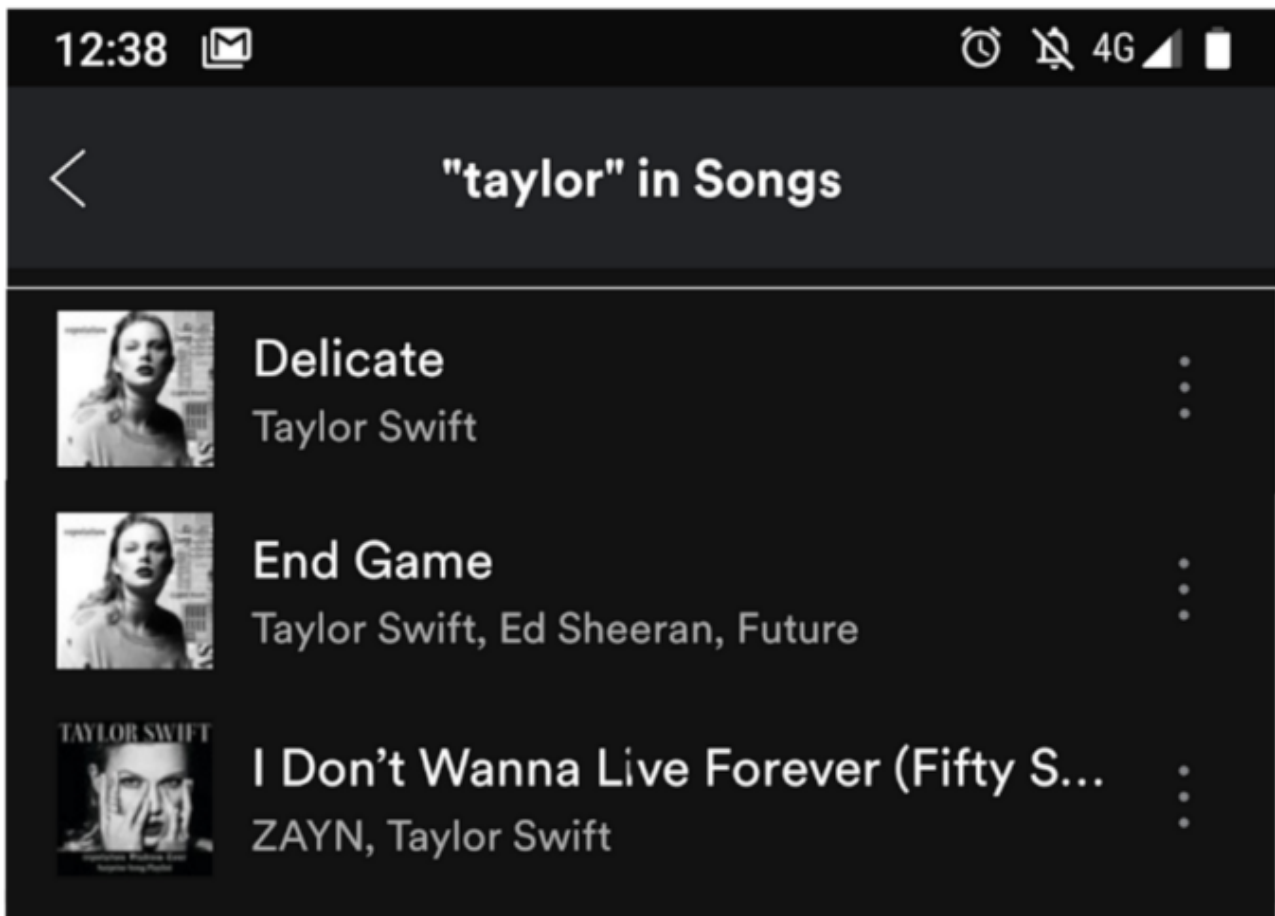 12:38 4G
"taylor" in Songs
Delicate
Taylor Swift
End Game
Taylor Swift, Ed Sheeran, Future
TAYLOR SWIFT
I Don’t Wanna Live Forever (Fifty S...
ZAYN, Taylor Swift